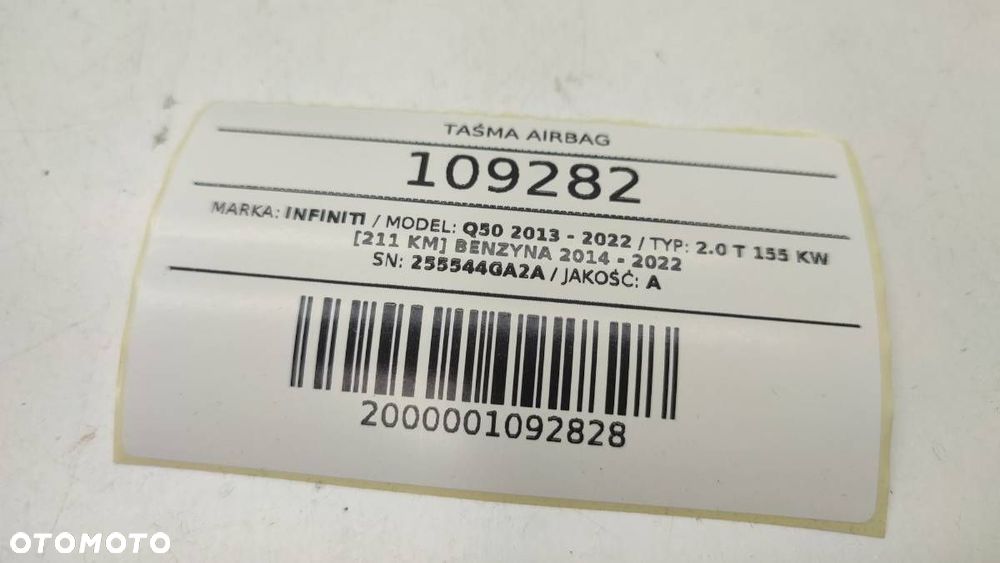 TAŚMA AIRBAG
109282
MARKA: INFINITI / MODEL: Q50 2013 - 2022 / TYP: 2.0 T 155 KW
[211 KM] BENZYNA 2014 - 2022
SN: 255544GA2A / JAKOŚĆ: A
2000001092828
OTOMOTO